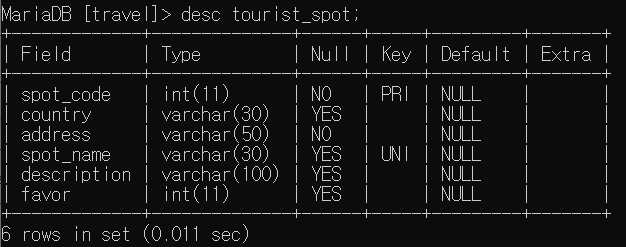 MariaDB [travel]> desc tourist_spot;
+-------------+--------------+------+-----+---------+-------+
| Field       | Type         | Null | Key | Default | Extra |
+-------------+--------------+------+-----+---------+-------+
| spot_code   | int(11)      | NO   | PRI | NULL    |       |
| country     | varchar(30)  | YES  |     | NULL    |       |
| address     | varchar(50)  | NO   |     | NULL    |       |
| spot_name   | varchar(30)  | YES  | UNI | NULL    |       |
| description | varchar(100) | YES  |     | NULL    |       |
| favor       | int(11)      | YES  |     | NULL    |       |
+-------------+--------------+------+-----+---------+-------+
6 rows in set (0.011 sec)